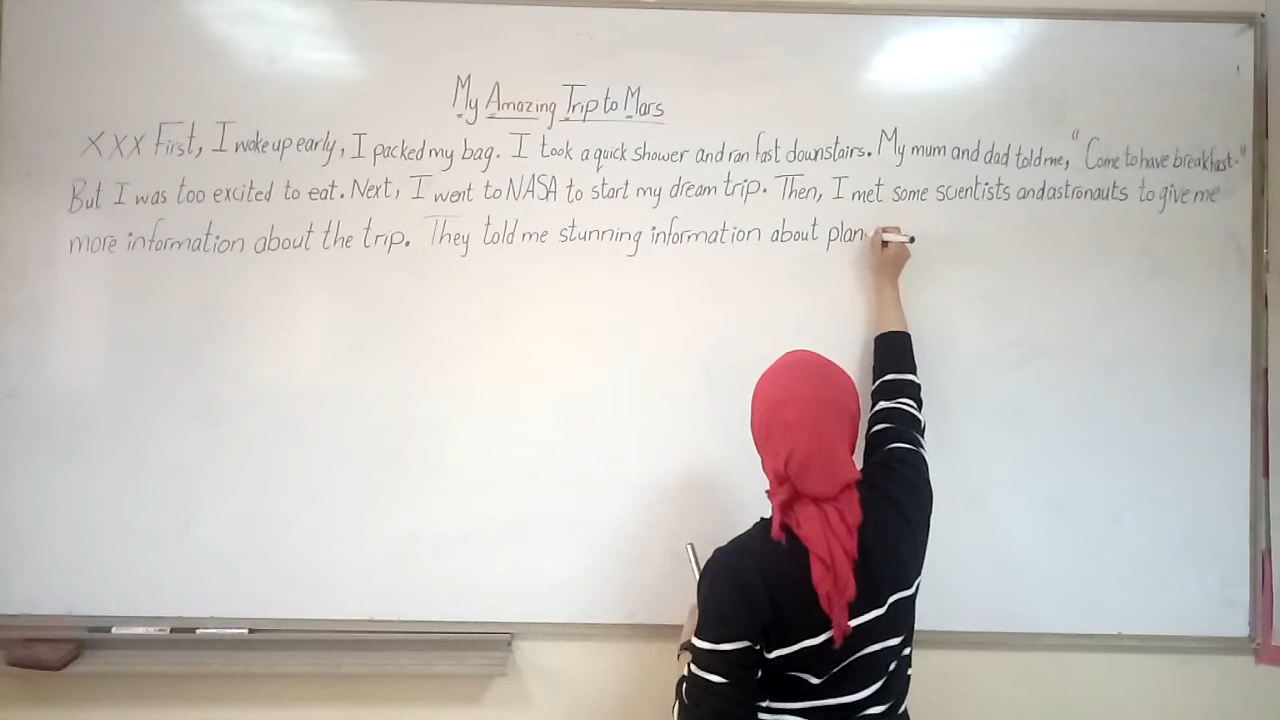 My Amazing Trip to Mars
XXX First, I woke up early, I packed my bag. I took a quick shower and ran fast downstairs. My mum and dad told me, "Come to have breakfast."
But I was too excited to eat. Next, I went to NASA to start my dream trip. Then, I met some scientists and astronauts to give me
more information about the trip. They told me stunning information about plan